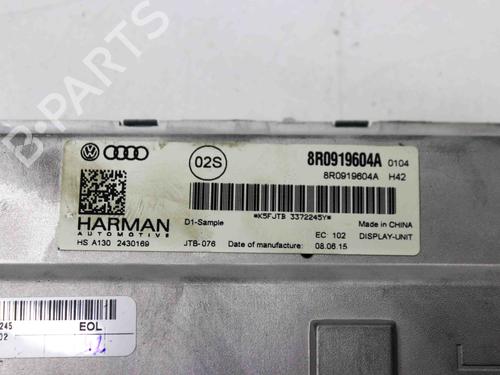 B-PARTS
02S
8R0919604A 0104
8R0919604A H42
*K5FJTB 3372245Y*
D1-Sample
Made in CHINA
HARMAN
AUTOMOTIVE
EC 102 DISPLAY-UNIT
HS A130 2430169 JTB-076 Date of manufacture: 08.06.15
245 EOL
02